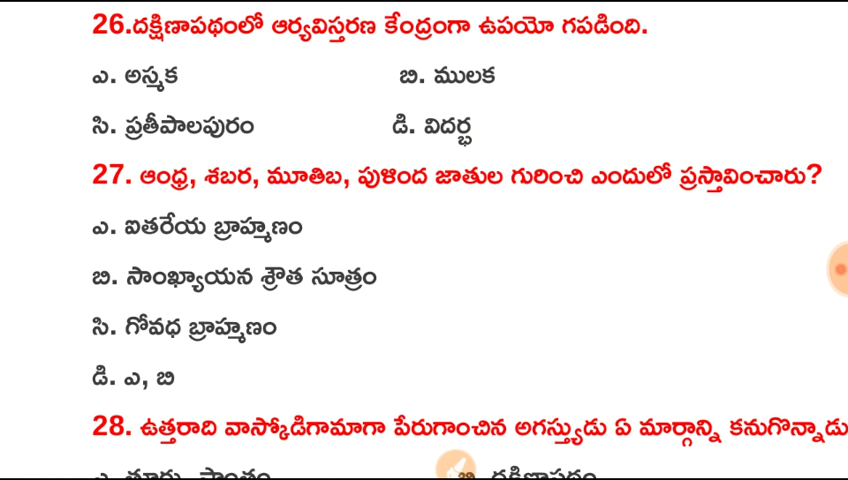 26.దక్షిణాపథంలో ఆర్యవిస్తరణ కేంద్రంగా ఉపయో గపడింది.
ఎ. అస్మక బి. ములక
సి. ప్రతీపాలపురం డి. విదర్భ
27. ఆంధ్ర, శబర, మూతిబ, పుళింద జాతుల గురించి ఎందులో ప్రస్తావించారు?
ఎ. ఐతరేయ బ్రాహ్మణం
బి. సాంఖ్యాయన శ్రౌత సూత్రం
సి. గోవధ బ్రాహ్మణం
డి. ఎ, బి
28. ఉత్తరాది వాస్కోడిగామాగా పేరుగాంచిన అగస్త్యుడు ఏ మార్గాన్ని కనుగొన్నాడు